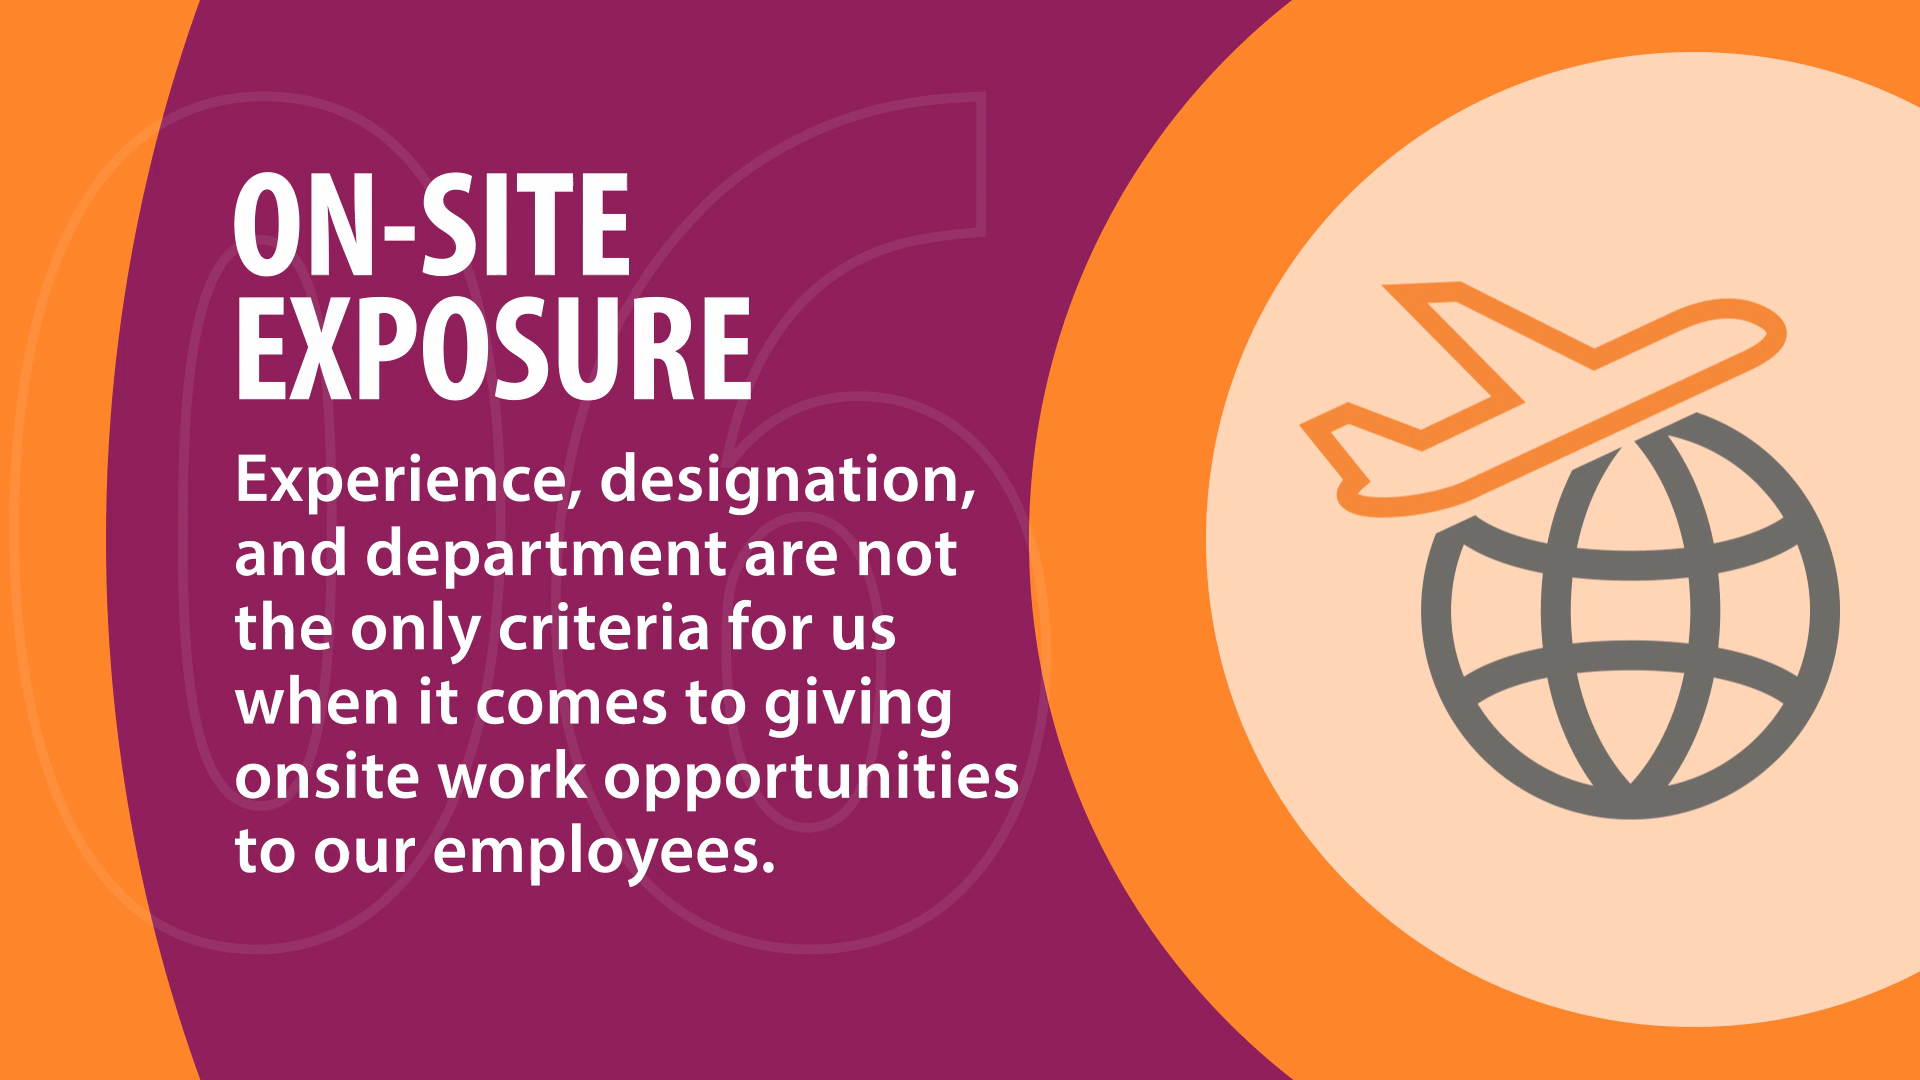 06
ON-SITE
EXPOSURE
Experience, designation,
and department are not
the only criteria for us
when it comes to giving
onsite work opportunities
to our employees.